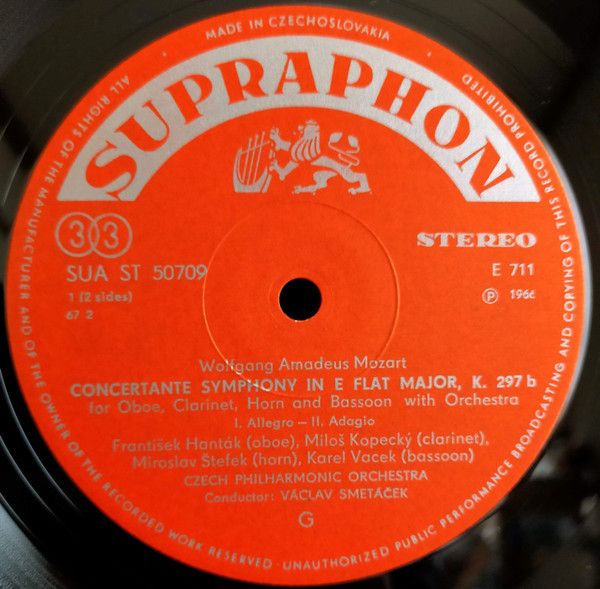 MADE IN CZECHOSLOVAKIA
ALL RIGHTS OF THE MANUFACTURER AND OF THE OWNER OF THE RECORDED WORK RESERVED · UNAUTHORIZED PUBLIC PERFORMANCE BROADCASTING AND COPYING OF THIS RECORD PROHIBITED
SUPRAPHON
33
STEREO
SUA ST 50709
E 711
1 (2 sides)
Ⓟ 1966
67 2
Wolfgang Amadeus Mozart
CONCERTANTE SYMPHONY IN E FLAT MAJOR, K. 297 b
for Oboe, Clarinet, Horn and Bassoon with Orchestra
I. Allegro – II. Adagio
František Hanták (oboe), Miloš Kopecký (clarinet),
Miroslav Štefek (horn), Karel Vacek (bassoon)
CZECH PHILHARMONIC ORCHESTRA
Conductor: VÁCLAV SMETÁČEK
G